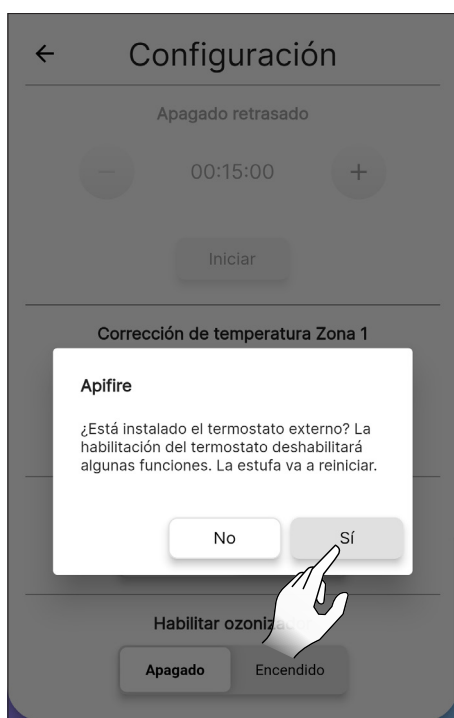 Configuración
Apagado retrasado
00:15:00
Iniciar
Corrección de temperatura Zona 1
Apifire
¿Está instalado el termostato externo? La
habilitación del termostato deshabilitará
algunas funciones. La estufa va a reiniciar.
No Sí
Habilitar ozoniza
Apagado Encendido